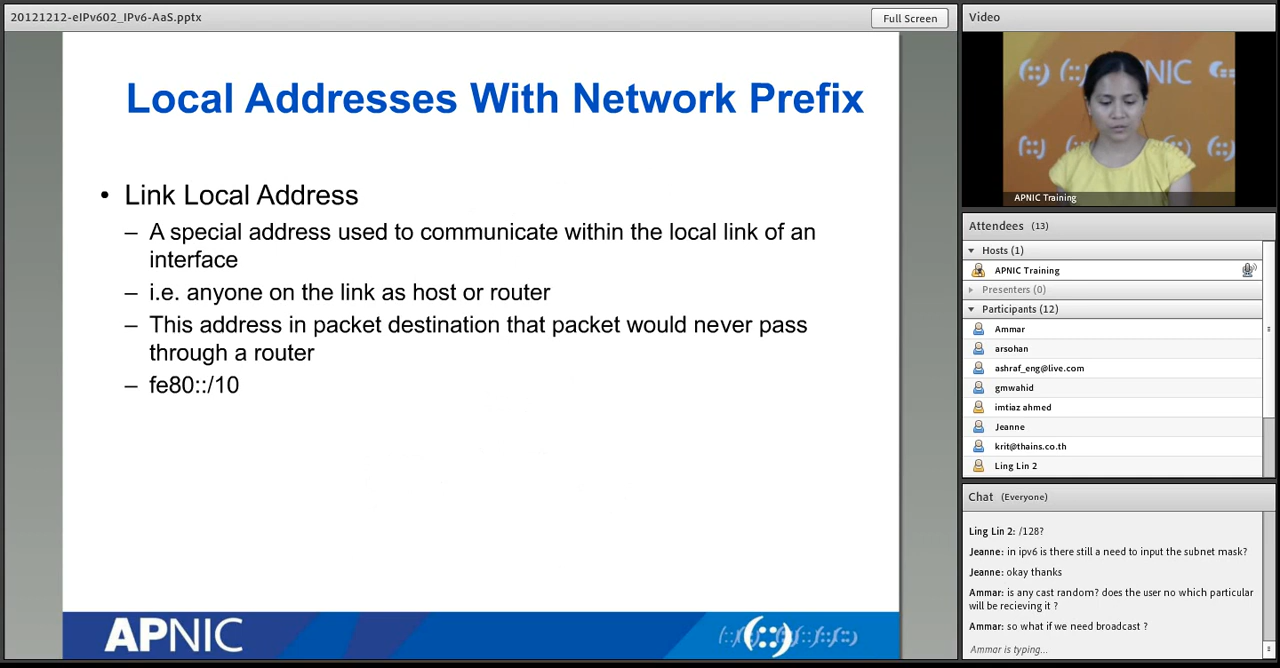 20121212-eIPv602_IPv6-AaS.pptx
Full Screen
Local Addresses With Network Prefix
• Link Local Address
– A special address used to communicate within the local link of an
interface
– i.e. anyone on the link as host or router
– This address in packet destination that packet would never pass
through a router
– fe80::/10
APNIC
(::)
Video
NIC
APNIC Training
Attendees (13)
Hosts (1)
APNIC Training
Presenters (0)
Participants (12)
Ammar
arsohan
ashraf_eng@live.com
gmwahid
imtiaz ahmed
Jeanne
krit@thains.co.th
Ling Lin 2
Chat (Everyone)
Ling Lin 2: /128?
Jeanne: in ipv6 is there still a need to input the subnet mask?
Jeanne: okay thanks
Ammar: is any cast random? does the user no which particular
will be recieving it ?
Ammar: so what if we need broadcast ?
Ammar is typing...